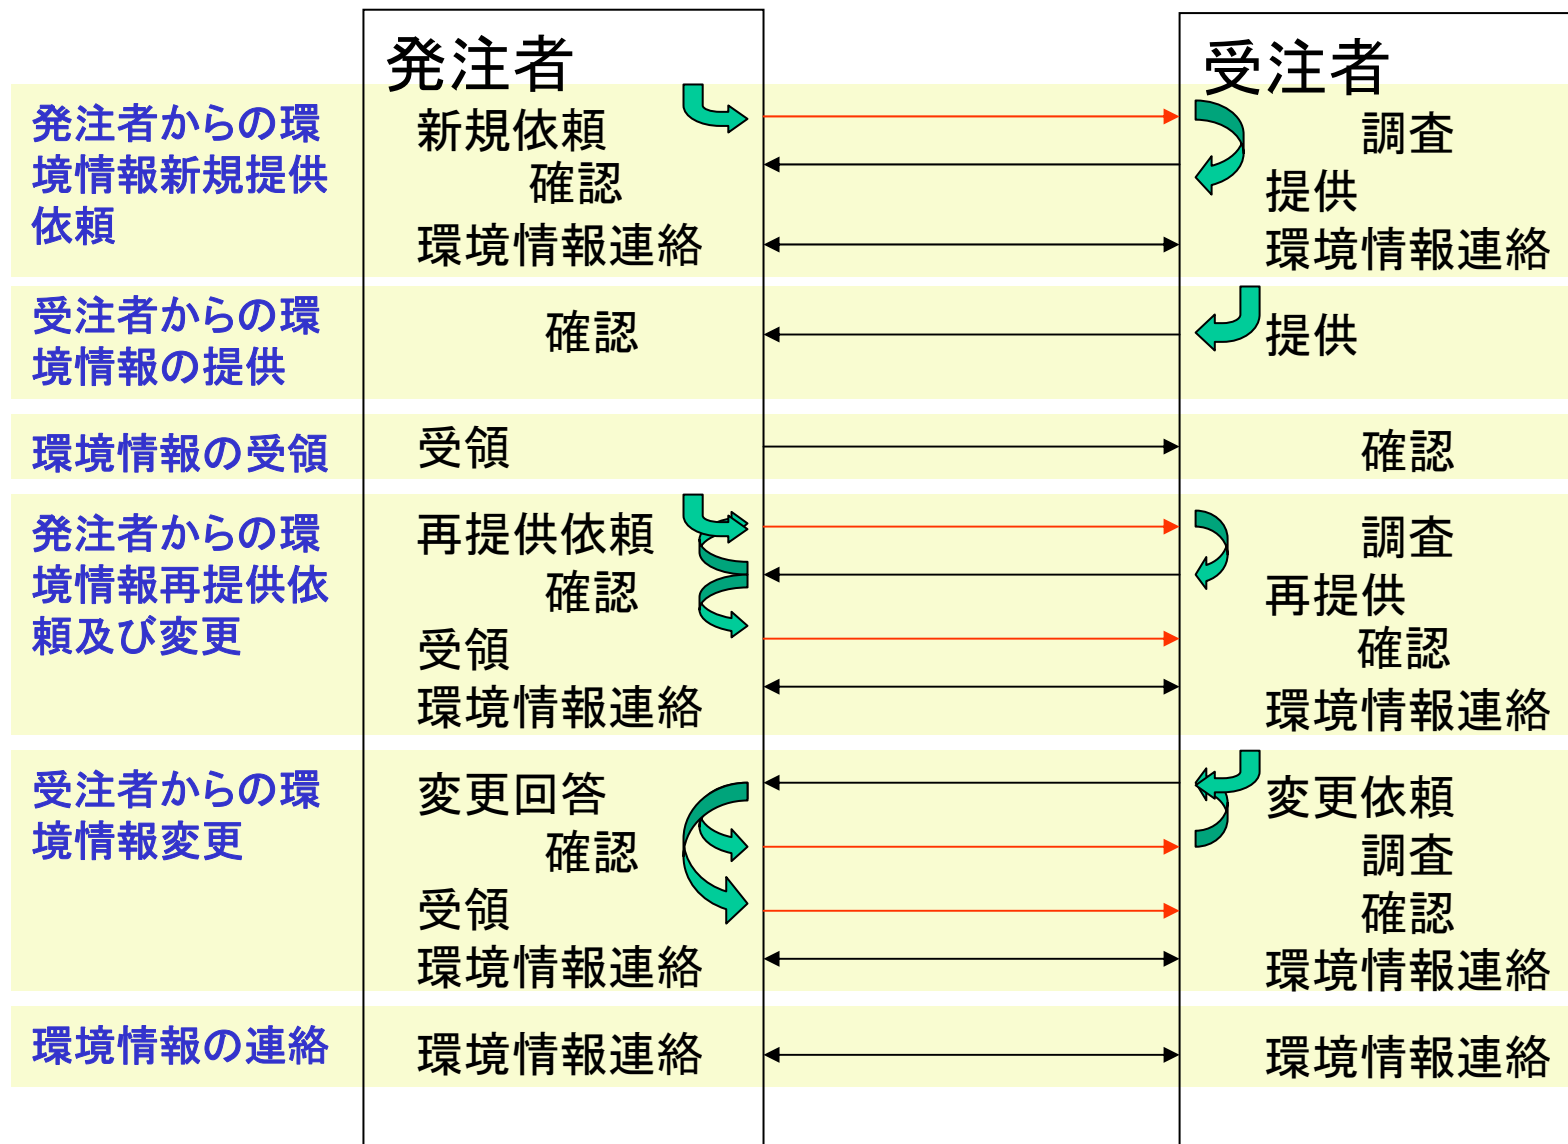 発注者
受注者
発注者からの環
境情報新規提供
依頼
新規依頼
確認
環境情報連絡
調査
提供
環境情報連絡
受注者からの環
境情報の提供
確認
提供
環境情報の受領
受領
確認
発注者からの環
境情報再提供依
頼及び変更
再提供依頼
確認
受領
環境情報連絡
調査
再提供
確認
環境情報連絡
受注者からの環
境情報変更
変更回答
確認
受領
環境情報連絡
変更依頼
調査
確認
環境情報連絡
環境情報の連絡
環境情報連絡
環境情報連絡